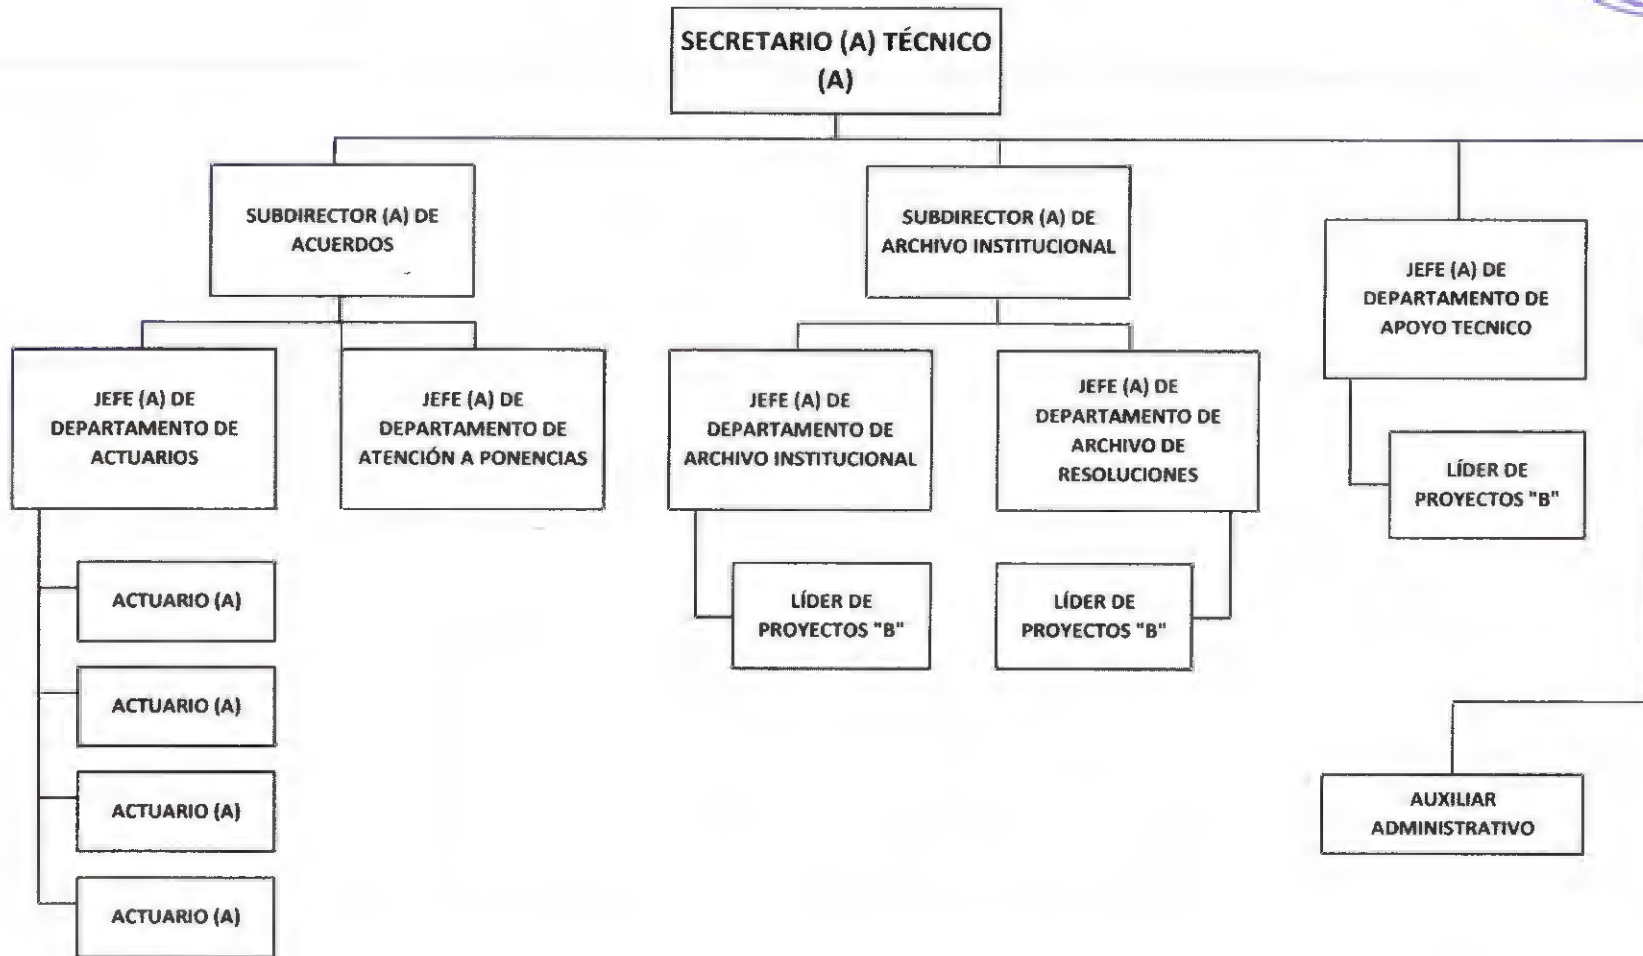 SECRETARIO (A) TÉCNICO
(A)
SUBDIRECTOR (A) DE
ACUERDOS
SUBDIRECTOR (A) DE
ARCHIVO INSTITUCIONAL
JEFE (A) DE
DEPARTAMENTO DE
APOYO TECNICO
JEFE (A) DE
DEPARTAMENTO DE
ACTUARIOS
JEFE (A) DE
DEPARTAMENTO DE
ATENCIÓN A PONENCIAS
JEFE (A) DE
DEPARTAMENTO DE
ARCHIVO INSTITUCIONAL
JEFE (A) DE
DEPARTAMENTO DE
ARCHIVO DE
RESOLUCIONES
LÍDER DE
PROYECTOS "B"
ACTUARIO (A)
LÍDER DE
PROYECTOS "B"
LÍDER DE
PROYECTOS "B"
ACTUARIO (A)
ACTUARIO (A)
AUXILIAR
ADMINISTRATIVO
ACTUARIO (A)